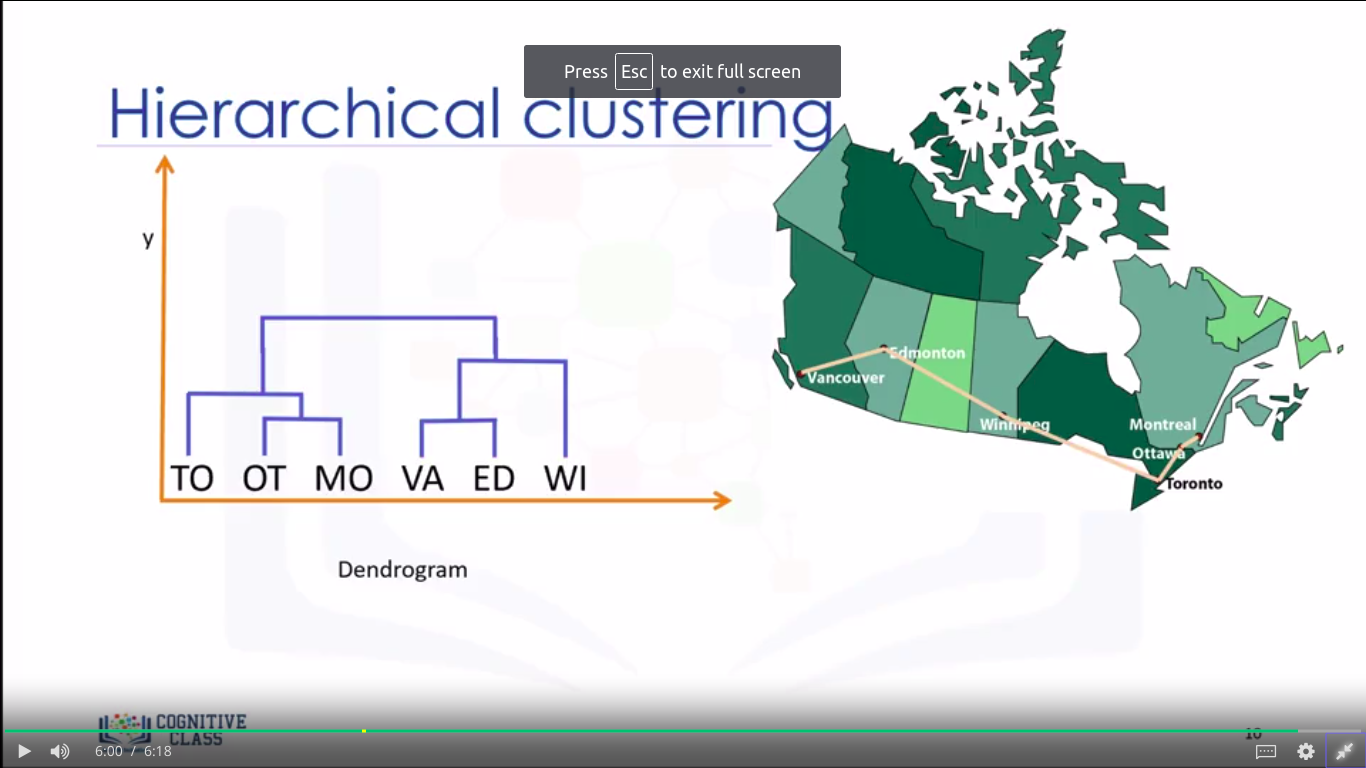 Press Esc to exit full screen
Hierarchical clustering
y
TO OT MO VA ED WI
Dendrogram
Edmonton
Vancouver
Winnipeg
Montreal
Ottawa
Toronto
COGNITIVE
CLASS
10
6:00 / 6:18